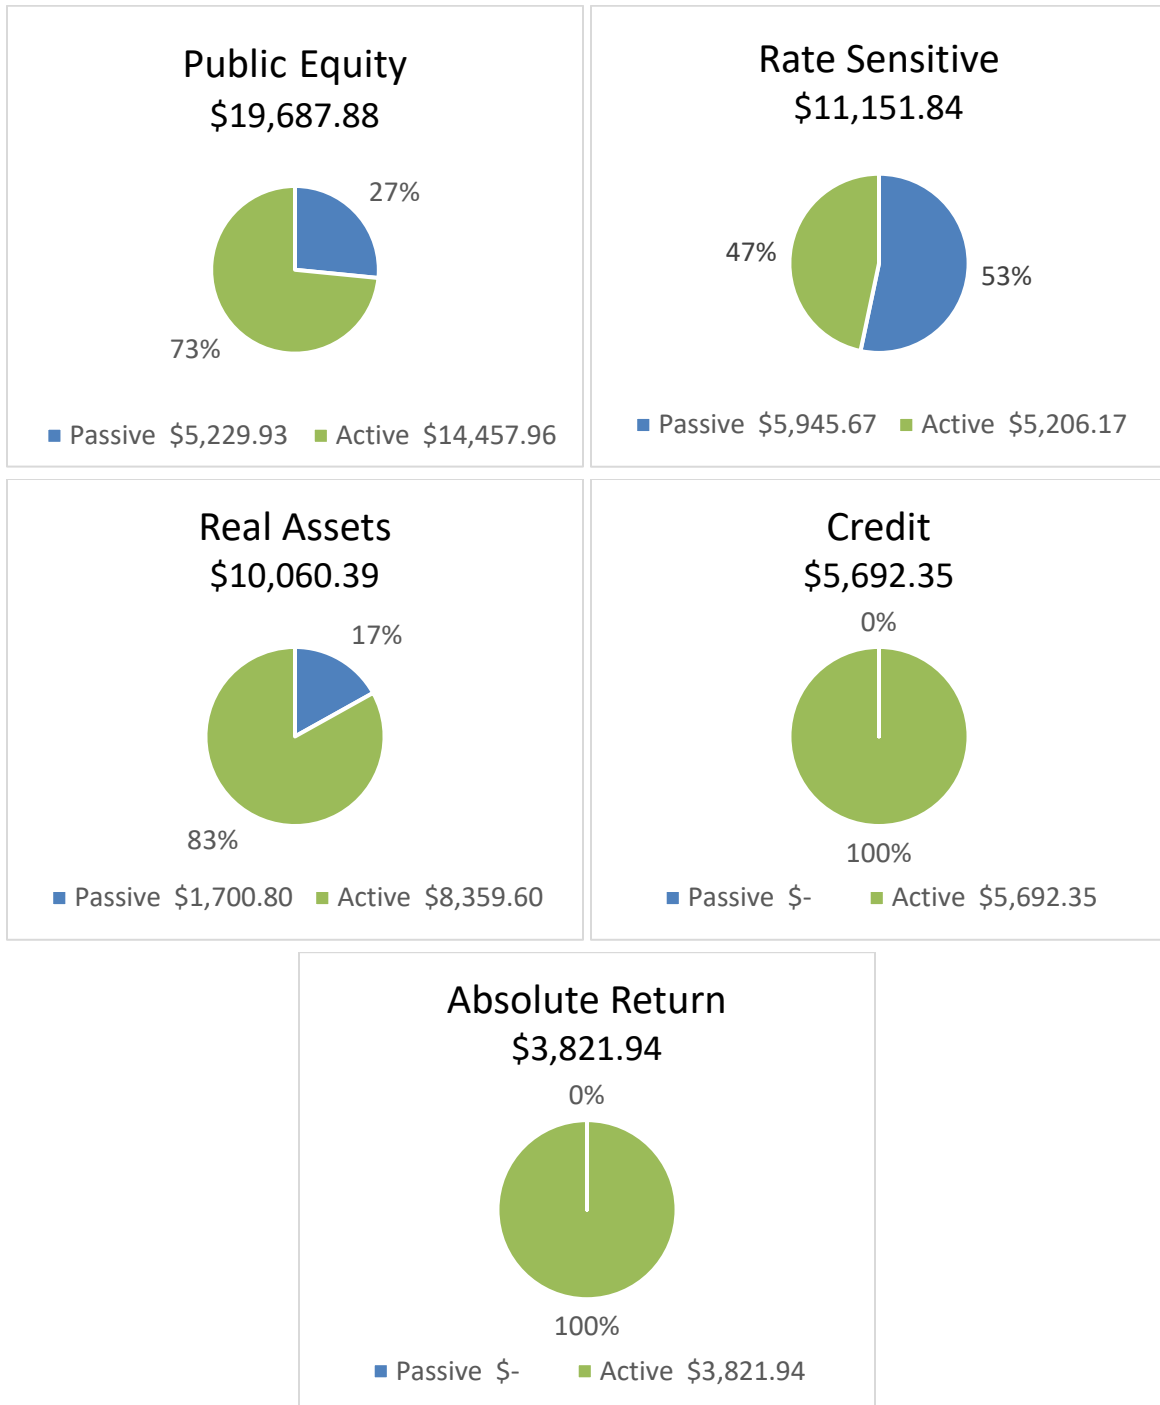 Public Equity
$19,687.88
27%
73%
Passive $5,229.93 Active $14,457.96
Rate Sensitive
$11,151.84
47%
53%
Passive $5,945.67 Active $5,206.17
Real Assets
$10,060.39
17%
83%
Passive $1,700.80 Active $8,359.60
Credit
$5,692.35
0%
100%
Passive $- Active $5,692.35
Absolute Return
$3,821.94
0%
100%
Passive $- Active $3,821.94